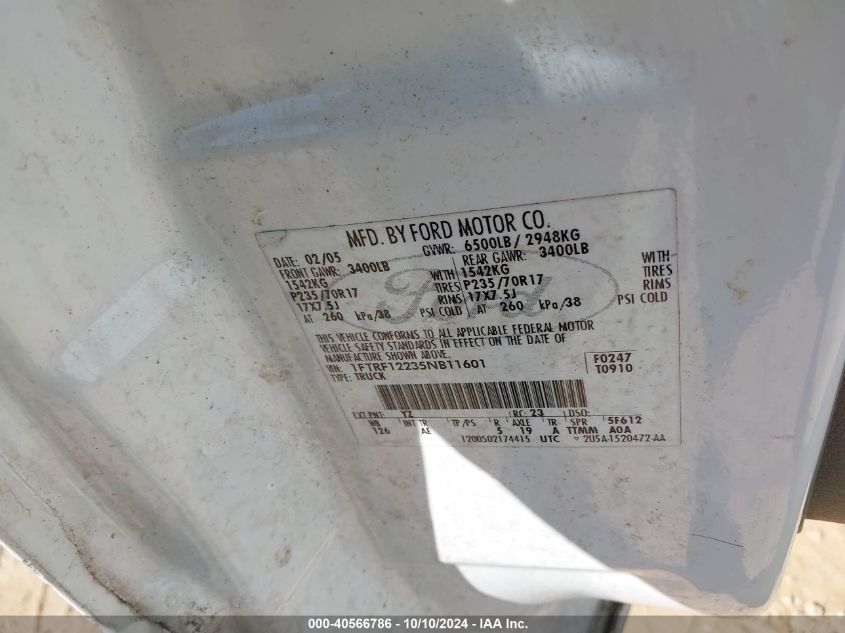 MFD. BY FORD MOTOR CO.
DATE: 02/05 GVWR: 6500LB/ 2948KG
FRONT GAWR: 3400LB REAR GAWR: 3400LB WITH
1542KG WITH 1542KG TIRES
P235/70R17 TIRES P235/70R17 RIMS
17X7.5J RIMS 17X7.5J PSI COLD
AT 260 kPa/38 PSI COLD AT 260 kPa/38
Ford
THIS VEHICLE CONFORMS TO ALL APPLICABLE FEDERAL MOTOR
VEHICLE SAFETY STANDARDS IN EFFECT ON THE DATE OF
MANUFACTURE SHOWN ABOVE.
VIN: 1FTRF12235NB11601 F0247
TYPE: TRUCK T0910
EXT PNT: YZ RC: 23 DSO:
WB INT TR TP/PS R AXLE TR SPR 5F612
126 AE 5 19 A TTMM A0A
1200502174415 UTC 2U5A-1520472-AA
000-40566786 - 10/10/2024 - IAA Inc.